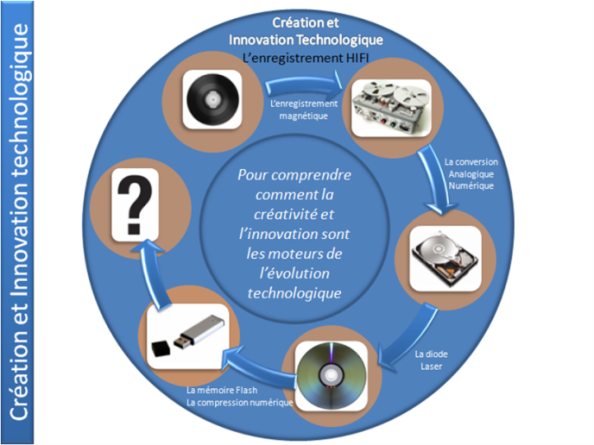 Création et Innovation technologique
Création et
Innovation Technologique
L'enregistrement HIFI
L'enregistrement
magnétique
La conversion
Analogique
Numérique
Pour comprendre
comment la
créativité et
l'innovation sont
les moteurs de
l'évolution
technologique
?
La diode
Laser
La mémoire Flash
La compression numérique